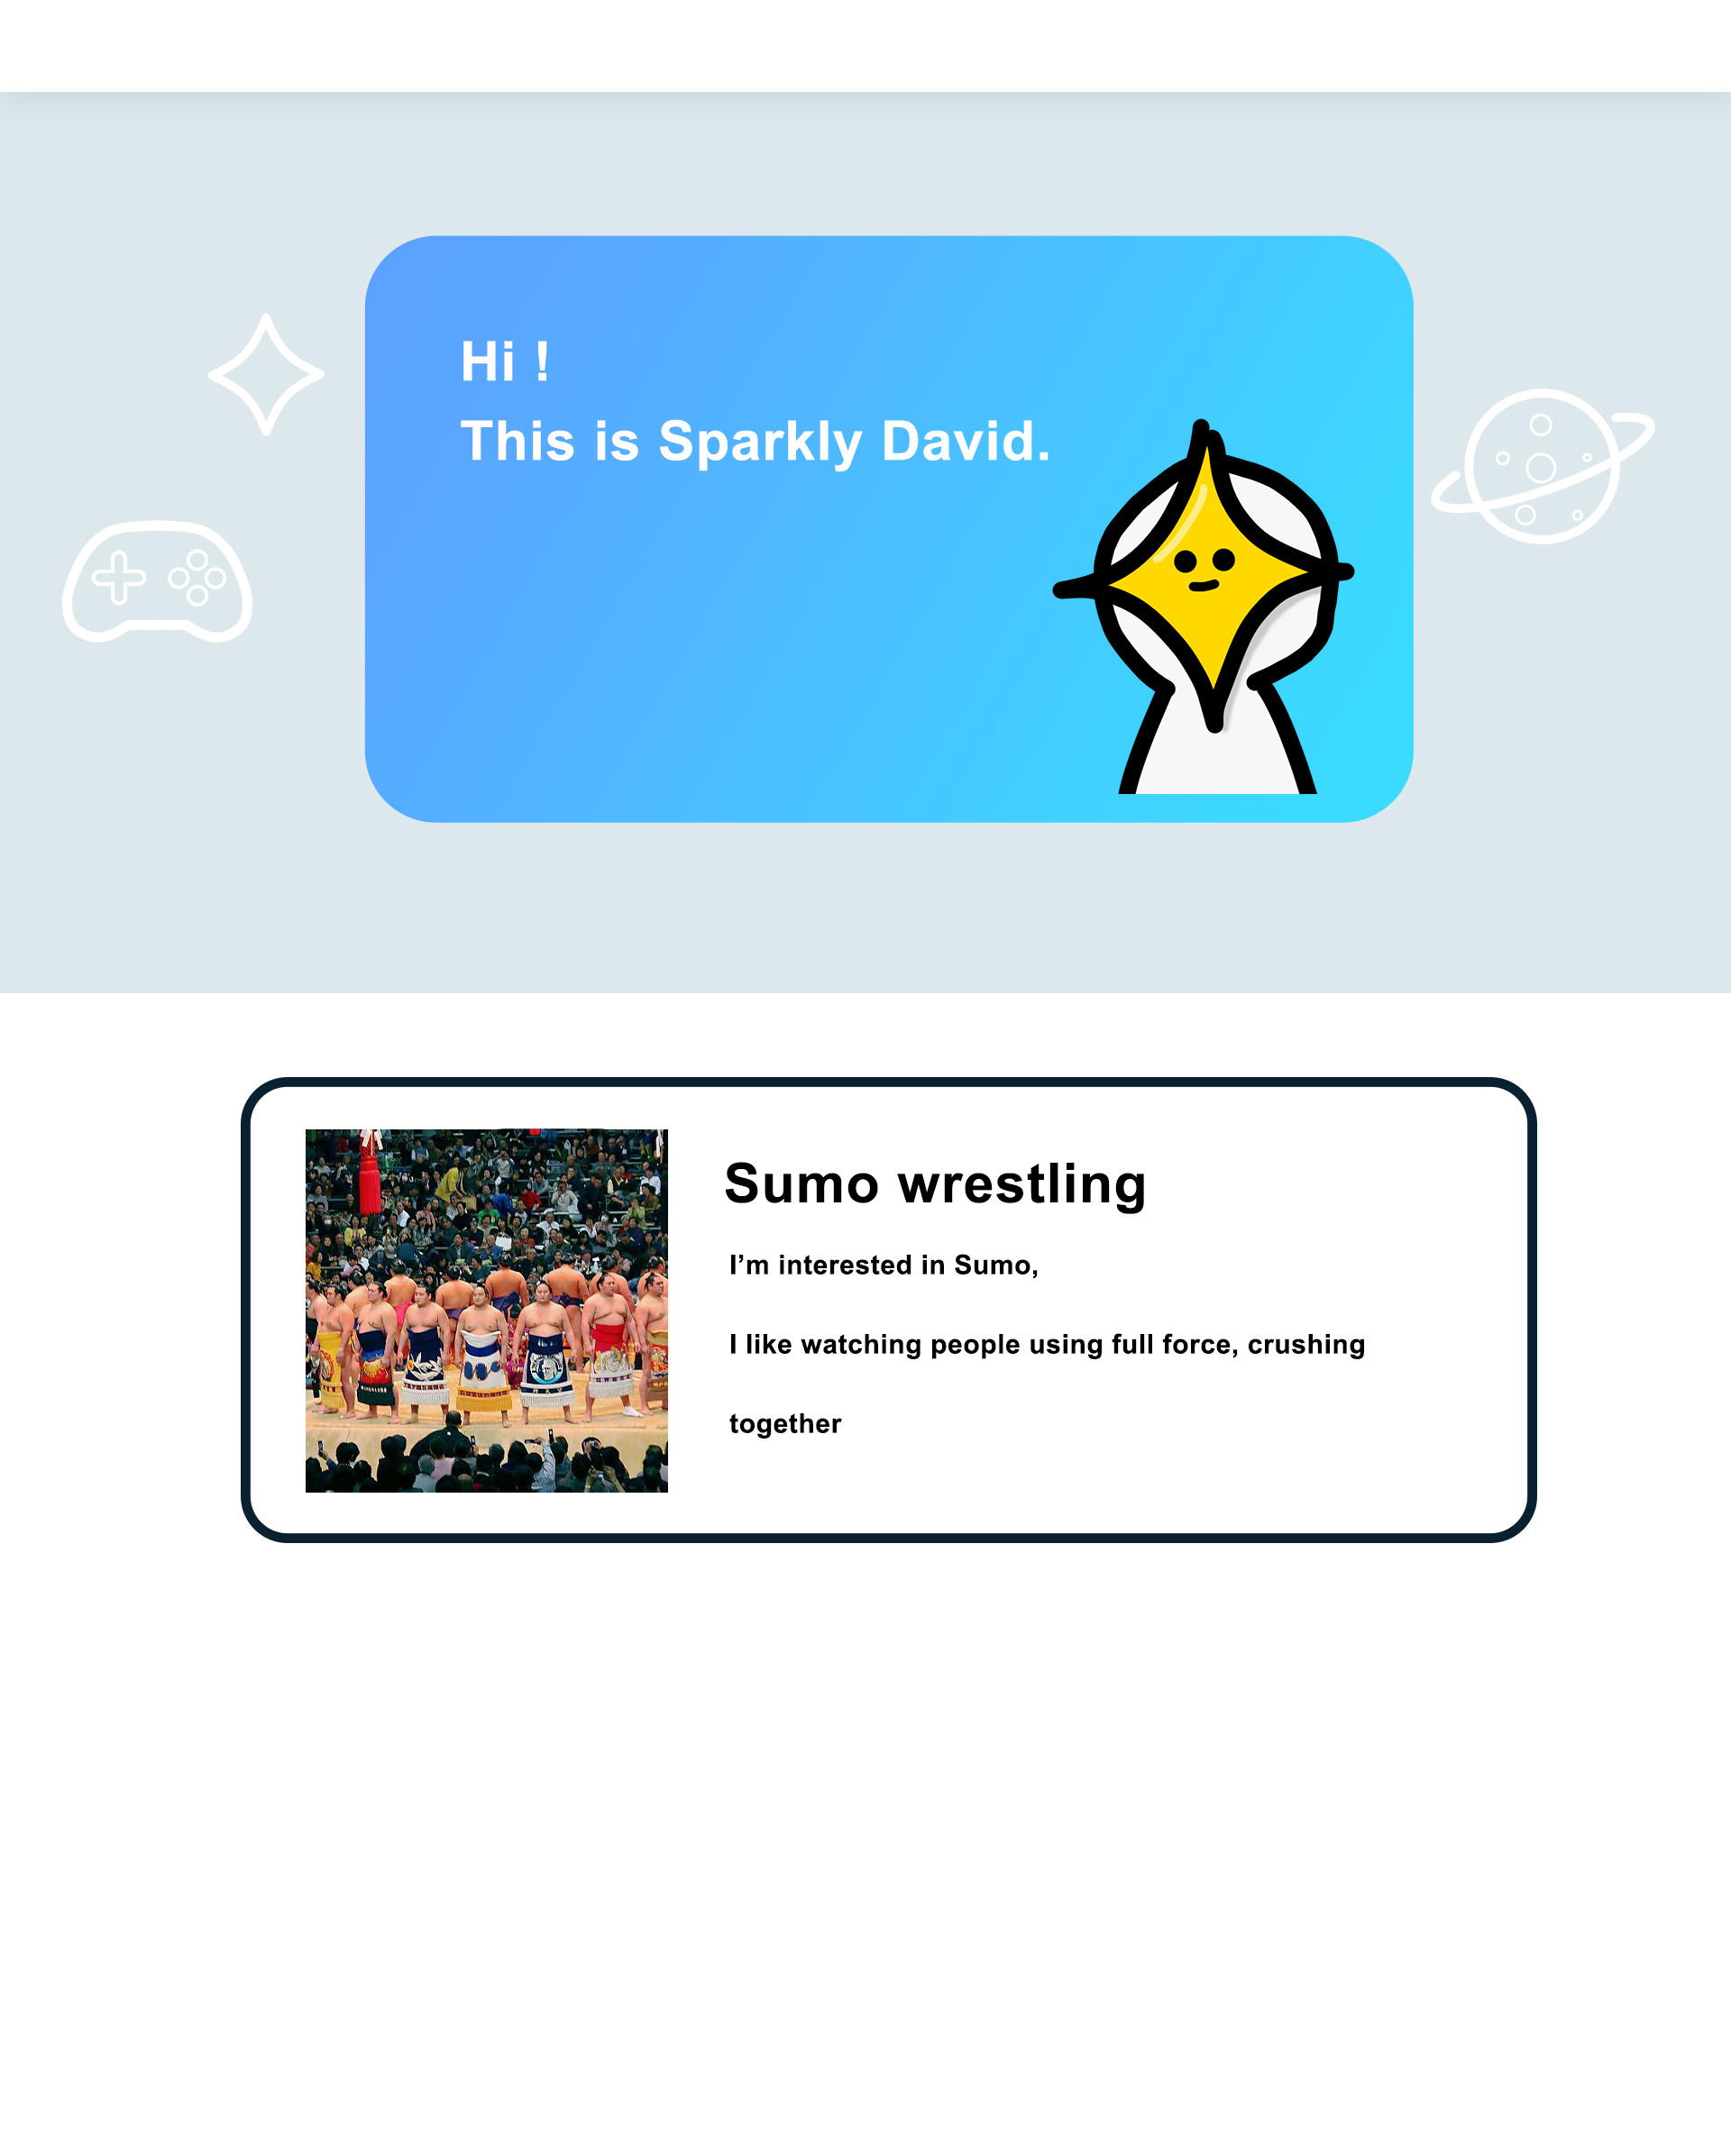 Hi !
This is Sparkly David.
Sumo wrestling
I’m interested in Sumo,
I like watching people using full force, crushing
together